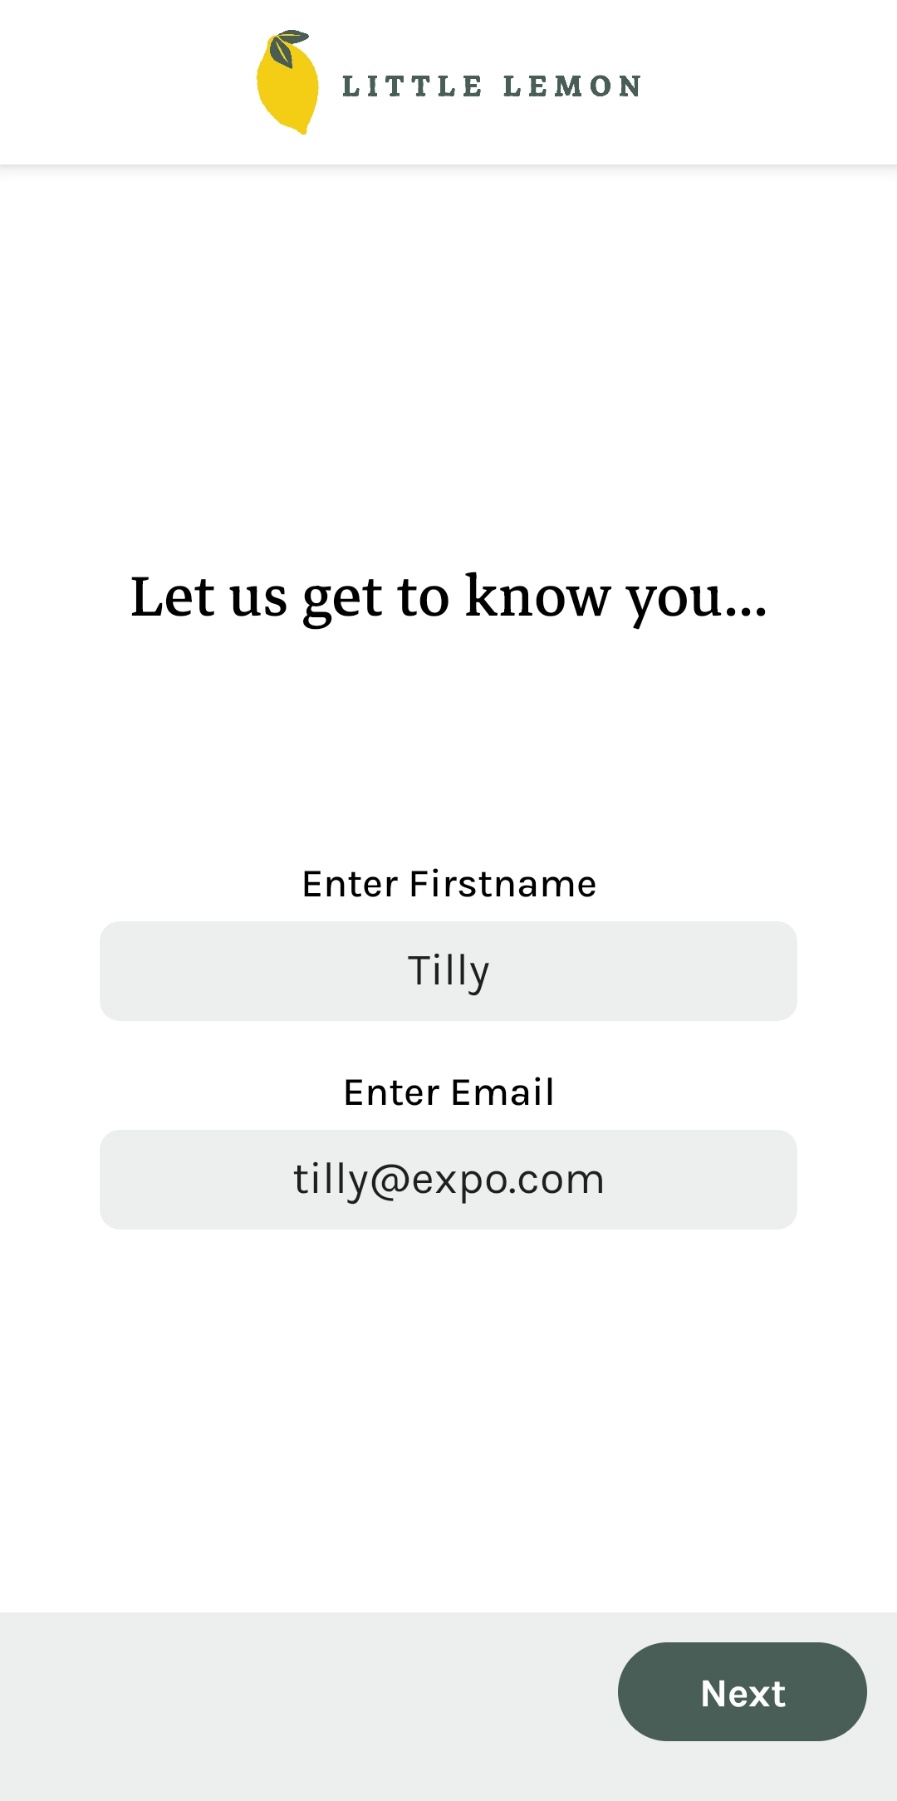 LITTLE LEMON
Let us get to know you...
Enter Firstname
Tilly
Enter Email
tilly@expo.com
Next